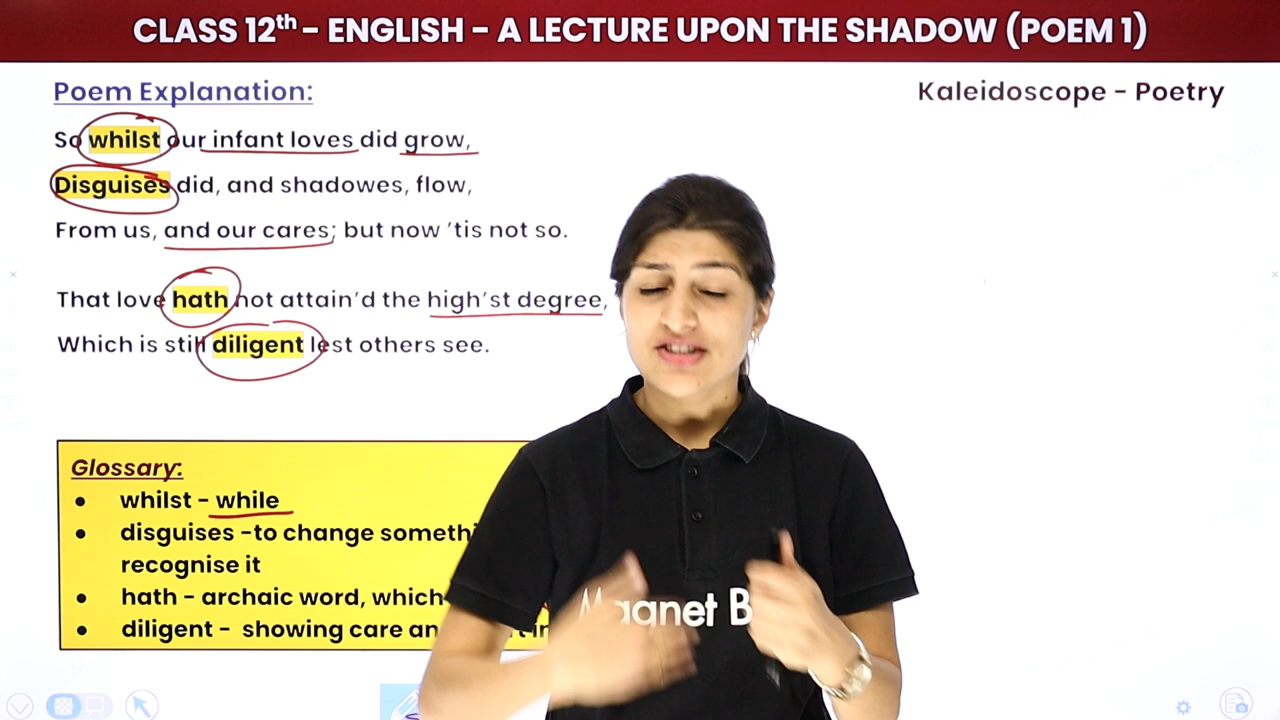 CLASS 12th – ENGLISH – A LECTURE UPON THE SHADOW (POEM 1)
Poem Explanation:
Kaleidoscope – Poetry
So whilst our infant loves did grow,
Disguises did, and shadowes, flow,
From us, and our cares; but now ’tis not so.
That love hath not attain’d the high’st degree,
Which is still diligent lest others see.
Glossary:
• whilst – while
• disguises –to change
recognise it
• hath – archaic word, which
• diligent – showing care
Magnet B